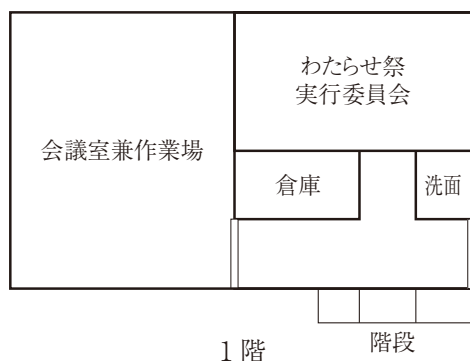 わたらせ祭
実行委員会
会議室兼作業場
倉庫
洗面
1階
階段